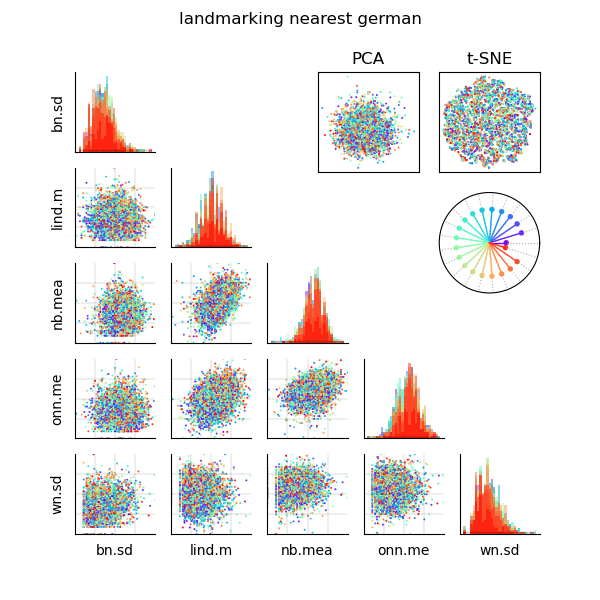 landmarking nearest german
PCA
t-SNE
bn.sd
lind.m
nb.mea
onn.me
wn.sd
bn.sd
lind.m
nb.mea
onn.me
wn.sd